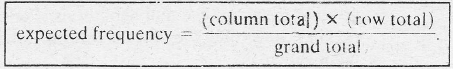 expected frequency = (column total) × (row total)
grand total.